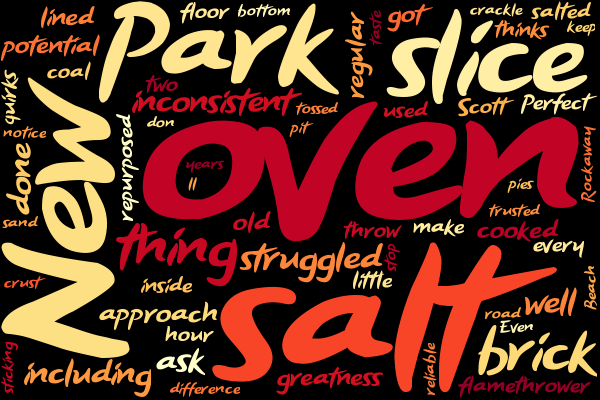 lined
floor
bottom
Park
regular
taste
got
crackle
salted
thinks
keep
potential
coal
slice
quirks
two
inconsistent
tossed
used
Scott
Perfect
notice
New
repurposed
don
pit
oven
Rockaway
done
years
ll
pies
trusted
sand
old
throw
make
cooked
every
thing
struggled
stop
little
crust
inside
salt
Beach
approach
hour
road
well
Even
sticking
including
ask
difference
greatness
reliable
brick
flamethrower